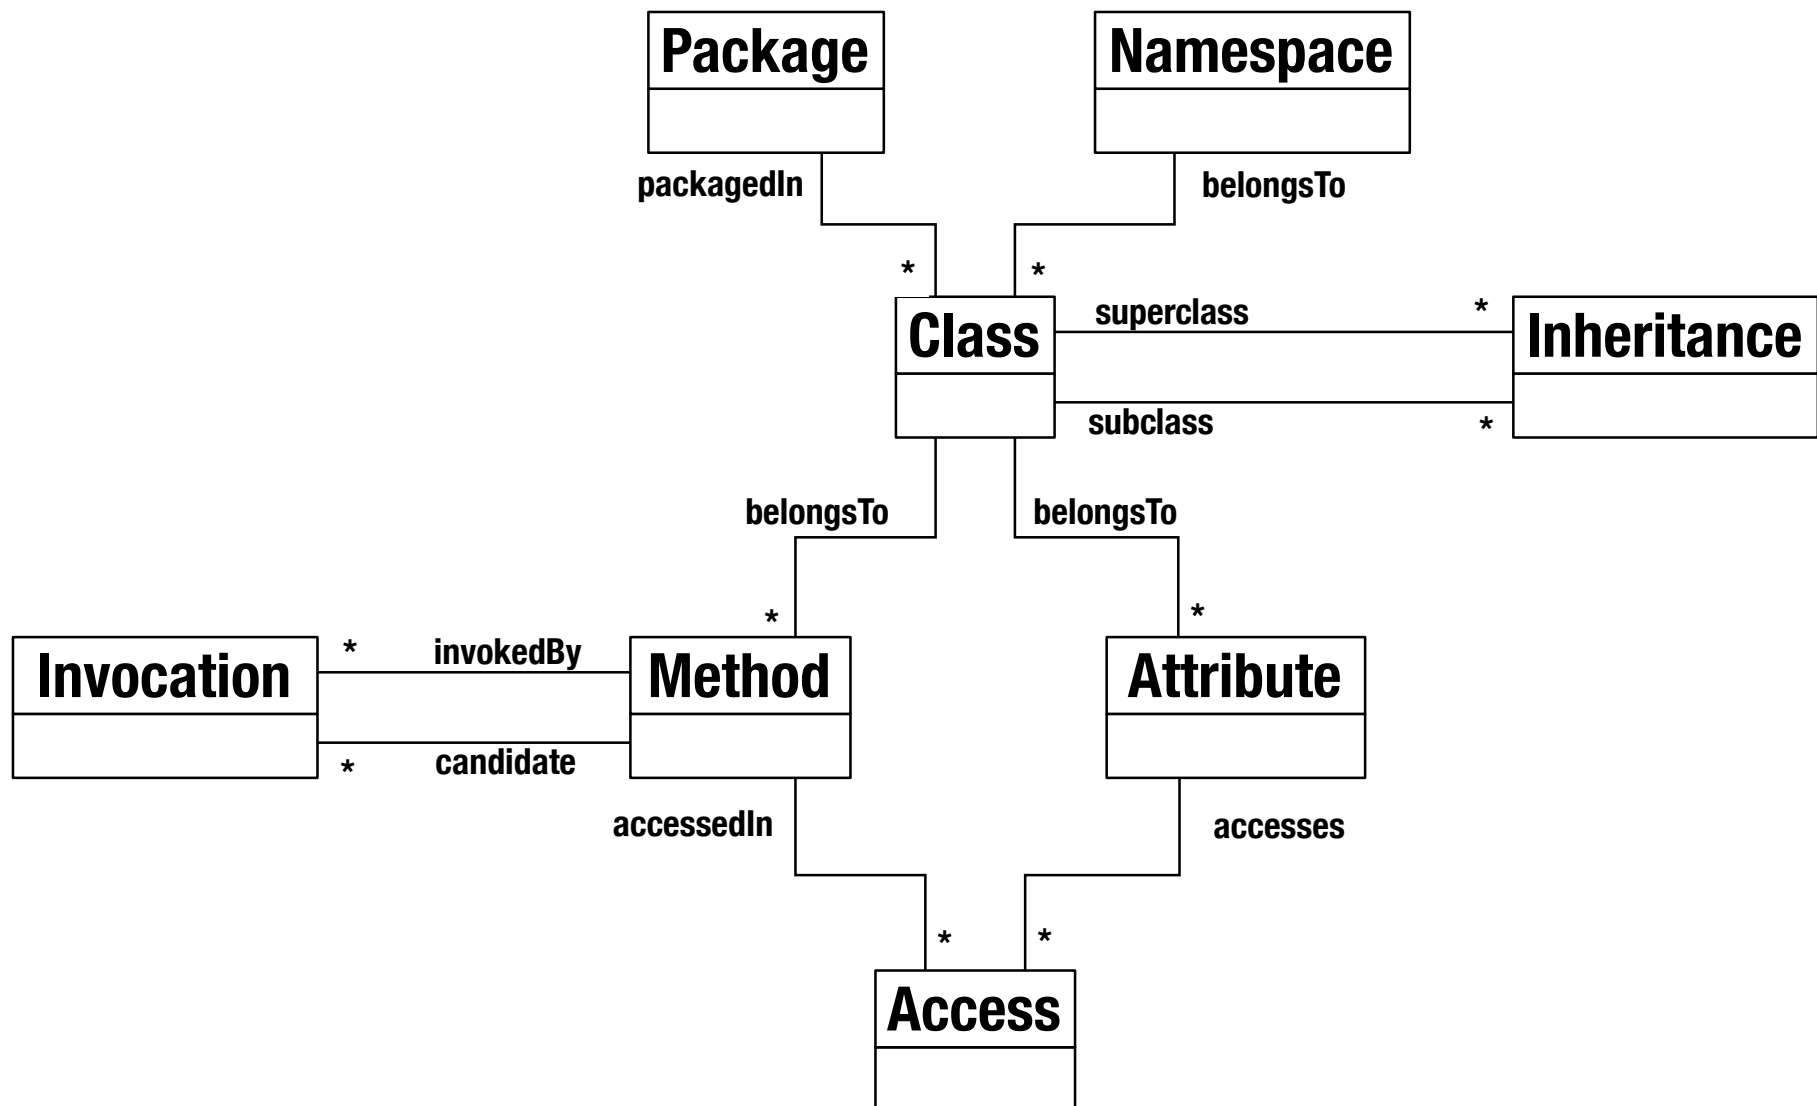 Package
Namespace
packagedIn
belongsTo
*
*
superclass
*
Class
Inheritance
subclass
*
belongsTo
belongsTo
*
*
*
invokedBy
Invocation
Method
Attribute
*
candidate
accessedIn
accesses
*
*
Access